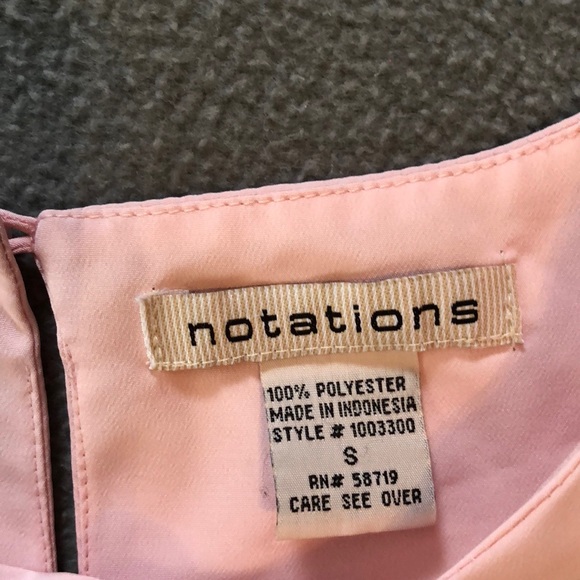 notations
100% POLYESTER
MADE IN INDONESIA
STYLE # 1003300
S
RN# 58719
CARE SEE OVER